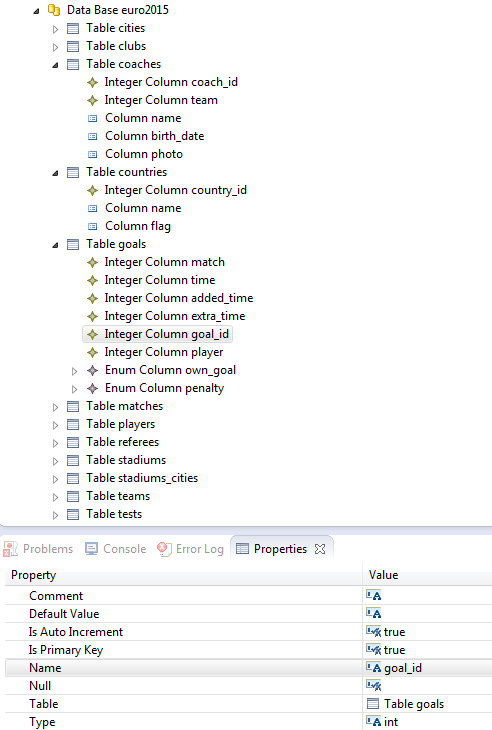 Data Base euro2015
Table cities
Table clubs
Table coaches
Integer Column coach_id
Integer Column team
Column name
Column birth_date
Column photo
Table countries
Integer Column country_id
Column name
Column flag
Table goals
Integer Column match
Integer Column time
Integer Column added_time
Integer Column extra_time
Integer Column goal_id
Integer Column player
Enum Column own_goal
Enum Column penalty
Table matches
Table players
Table referees
Table stadiums
Table stadiums_cities
Table teams
Table tests
Problems Console Error Log Properties
Property Value
Comment
Default Value
Is Auto Increment true
Is Primary Key true
Name goal_id
Null
Table Table goals
Type int